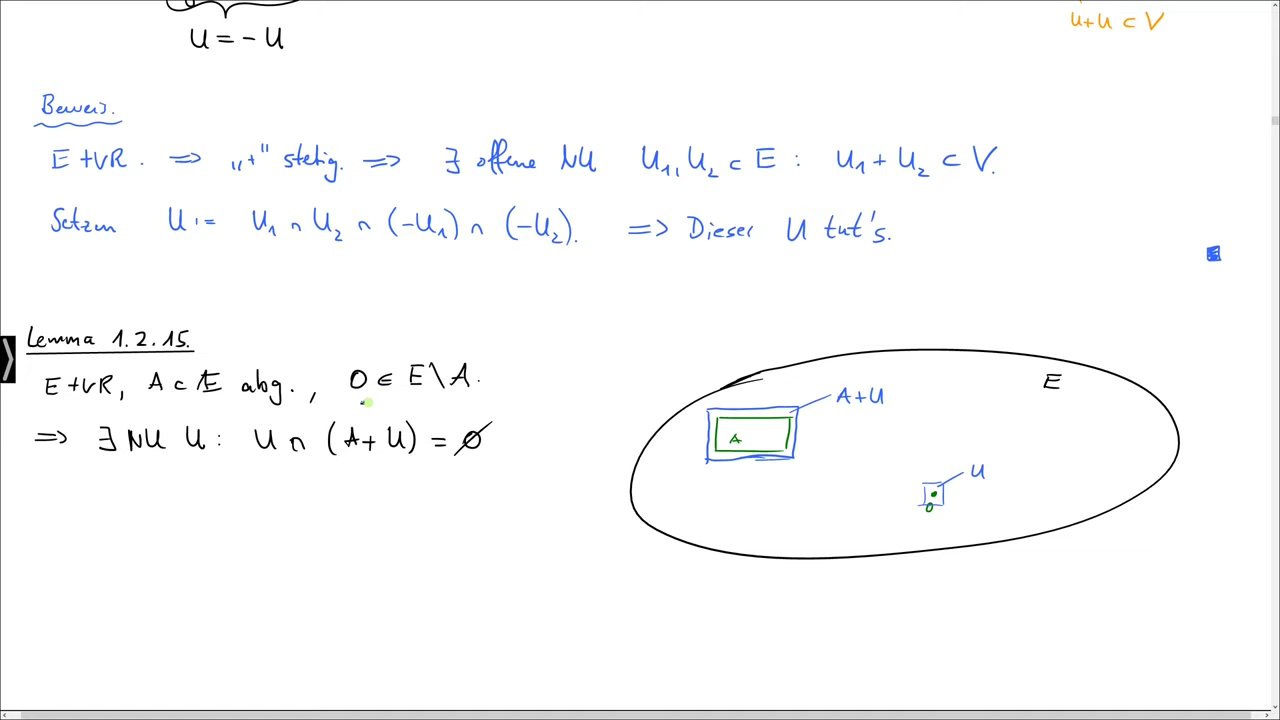 U = - U
u+u ⊂ V
Beweis.
E tVR. ⇒ „+" stetig. ⇒ ∃ offene NU U₁, U₂ ⊂ E : U₁ + U₂ ⊂ V.
Setzen U := U₁ ∩ U₂ ∩ (-U₁) ∩ (-U₂). ⇒ Dieser U tut's.
Lemma 1.2.15.
E tVR, A ⊂ E abg. , 0 ∈ E\A.
⇒ ∃ NU U : U ∩ (A + U) = ∅
E
A+U
A
U
0